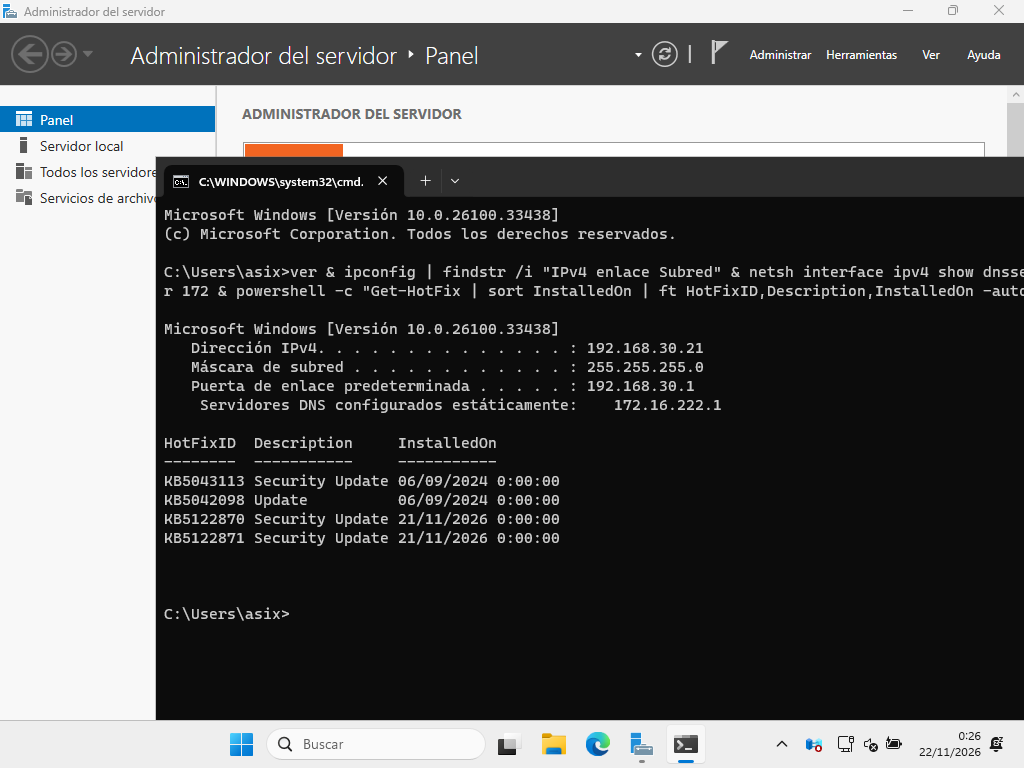 Administrador del servidor
Administrador del servidor Panel
Administrar Herramientas Ver Ayuda
Panel
Servidor local
Todos los servidore
Servicios de archivo
ADMINISTRADOR DEL SERVIDOR
C:\WINDOWS\system32\cmd.
Microsoft Windows [Versión 10.0.26100.33438]
(c) Microsoft Corporation. Todos los derechos reservados.
C:\Users\asix>ver & ipconfig | findstr /i "IPv4 enlace Subred" & netsh interface ipv4 show dnsse
r 172 & powershell -c "Get-HotFix | sort InstalledOn | ft HotFixID,Description,InstalledOn -auto
Microsoft Windows [Versión 10.0.26100.33438]
Dirección IPv4. . . . . . . . . . . . . . : 192.168.30.21
Máscara de subred . . . . . . . . . . . . : 255.255.255.0
Puerta de enlace predeterminada . . . . . : 192.168.30.1
Servidores DNS configurados estáticamente: 172.16.222.1
HotFixID Description InstalledOn
-------- ----------- -----------
KB5043113 Security Update 06/09/2024 0:00:00
KB5042098 Update 06/09/2024 0:00:00
KB5122870 Security Update 21/11/2026 0:00:00
KB5122871 Security Update 21/11/2026 0:00:00
C:\Users\asix>
Buscar
0:26
22/11/2026